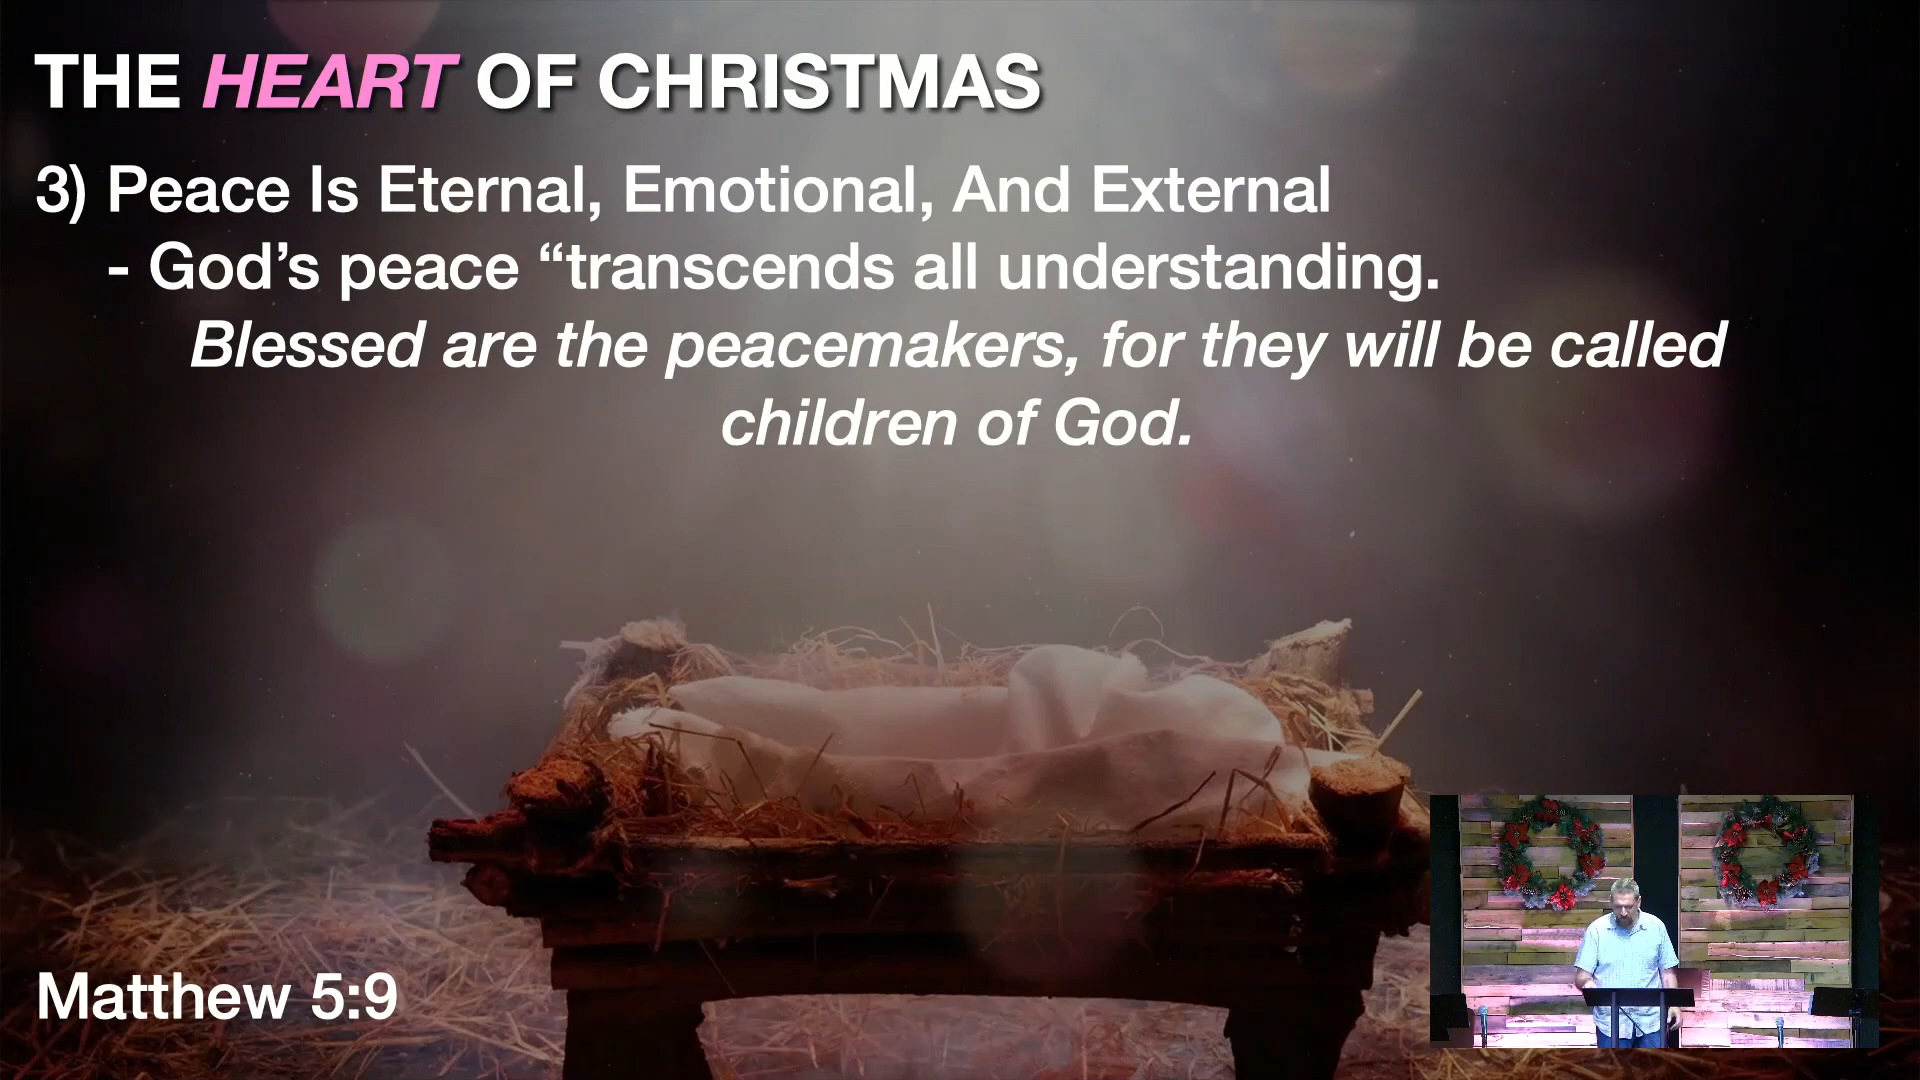 THE HEART OF CHRISTMAS
3) Peace Is Eternal, Emotional, And External
- God’s peace “transcends all understanding.
Blessed are the peacemakers, for they will be called
children of God.
Matthew 5:9